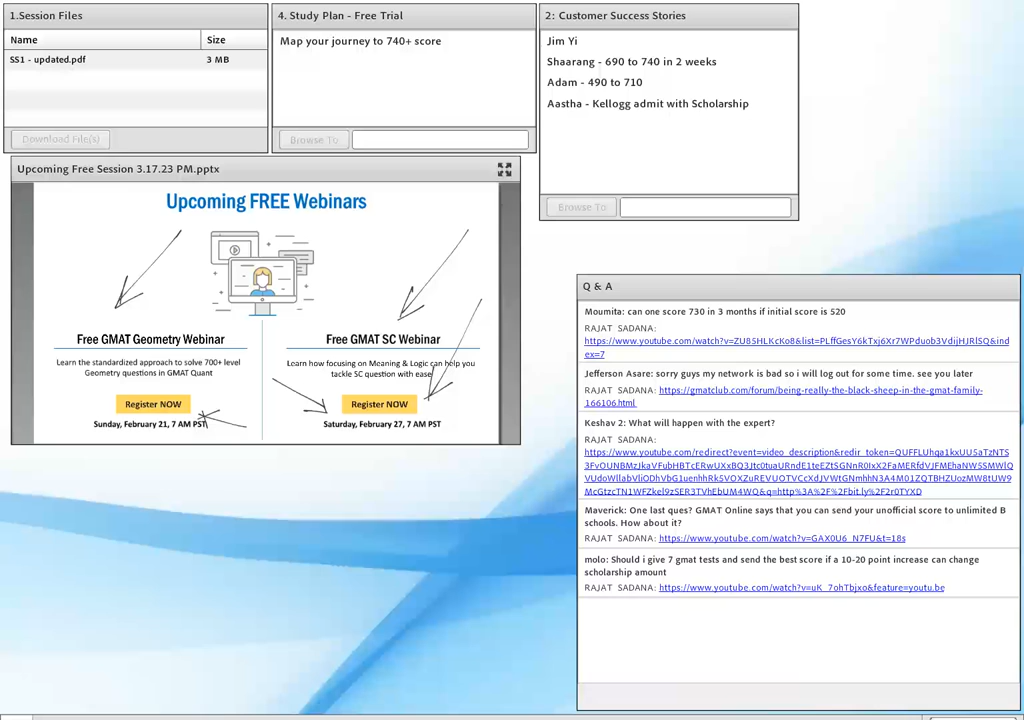 1.Session Files
Name Size
SS1 - updated.pdf 3 MB
Download File(s)
4. Study Plan - Free Trial
Map your journey to 740+ score
Browse To
2: Customer Success Stories
Jim Yi
Shaarang - 690 to 740 in 2 weeks
Adam - 490 to 710
Aastha - Kellogg admit with Scholarship
Browse To
Upcoming Free Session 3.17.23 PM.pptx
Upcoming FREE Webinars
Free GMAT Geometry Webinar
Learn the standardized approach to solve 700+ level
Geometry questions in GMAT Quant
Register NOW
Sunday, February 21, 7 AM PST
Free GMAT SC Webinar
Learn how focusing on Meaning & Logic can help you
tackle SC question with ease
Register NOW
Saturday, February 27, 7 AM PST
Q & A
Moumita: can one score 730 in 3 months if initial score is 520
RAJAT SADANA:
https://www.youtube.com/watch?v=ZU85HLKcKo8&list=PLffGesY6kTxj6Xr7WPduob3VdijHJRlSQ&ind
ex=7
Jefferson Asare: sorry guys my network is bad so i will log out for some time. see you later
RAJAT SADANA: https://gmatclub.com/forum/being-really-the-black-sheep-in-the-gmat-family-
166106.html
Keshav 2: What will happen with the expert?
Maverick: One last ques? GMAT Online says that you can send your unofficial score to unlimited B
schools. How about it?
RAJAT SADANA: https://www.youtube.com/watch?v=GAX0U6_N7FU&t=18s
molo: Should i give 7 gmat tests and send the best score if a 10-20 point increase can change
scholarship amount
RAJAT SADANA: https://www.youtube.com/watch?v=uK_7ohTbjxo&feature=youtu.be